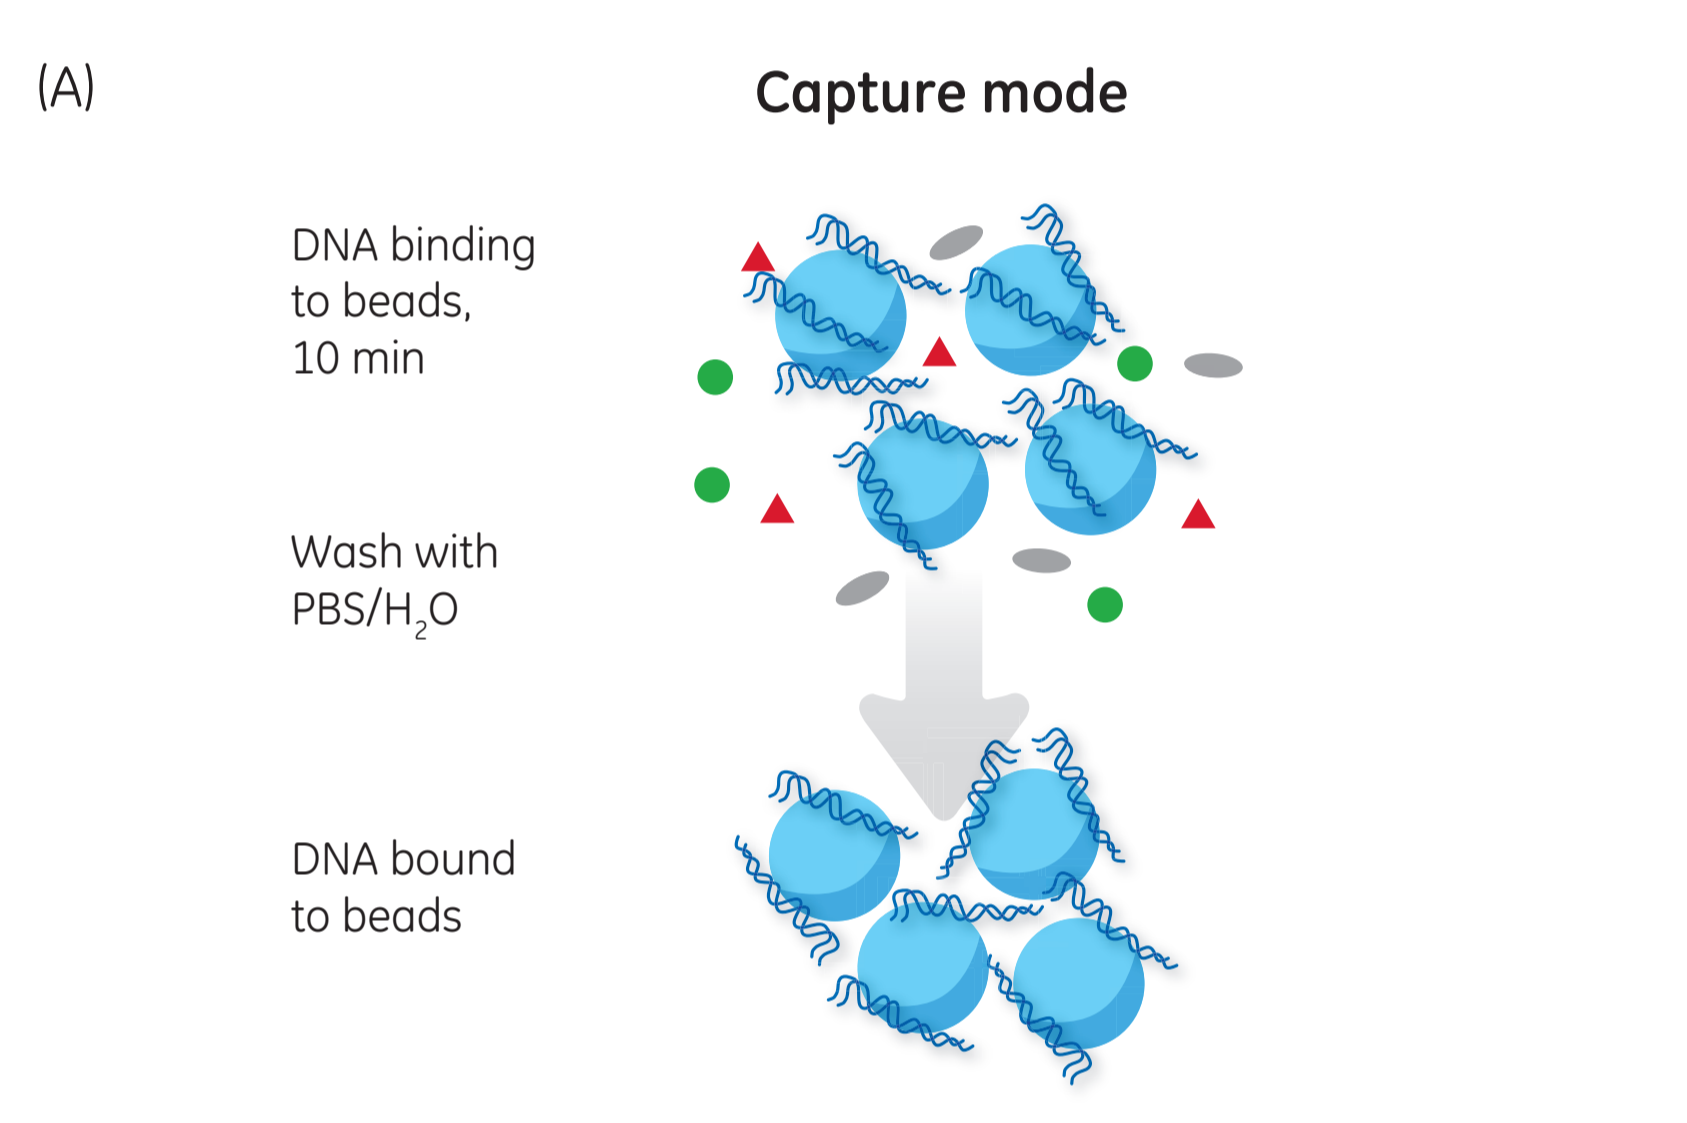 (A)
Capture mode
DNA binding
to beads,
10 min
Wash with
PBS/H₂O
DNA bound
to beads